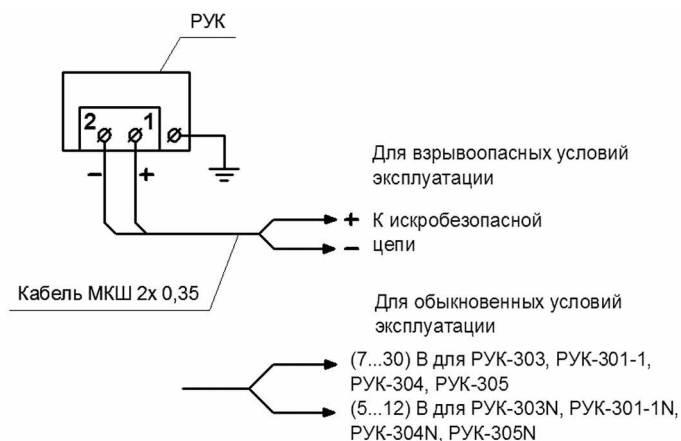 РУК
2 1
– +
Для взрывоопасных условий
эксплуатации
+ К искробезопасной
– цепи
Кабель МКШ 2х 0,35
Для обыкновенных условий
эксплуатации
(7...30) В для РУК-303, РУК-301-1,
РУК-304, РУК-305
(5...12) В для РУК-303N, РУК-301-1N,
РУК-304N, РУК-305N